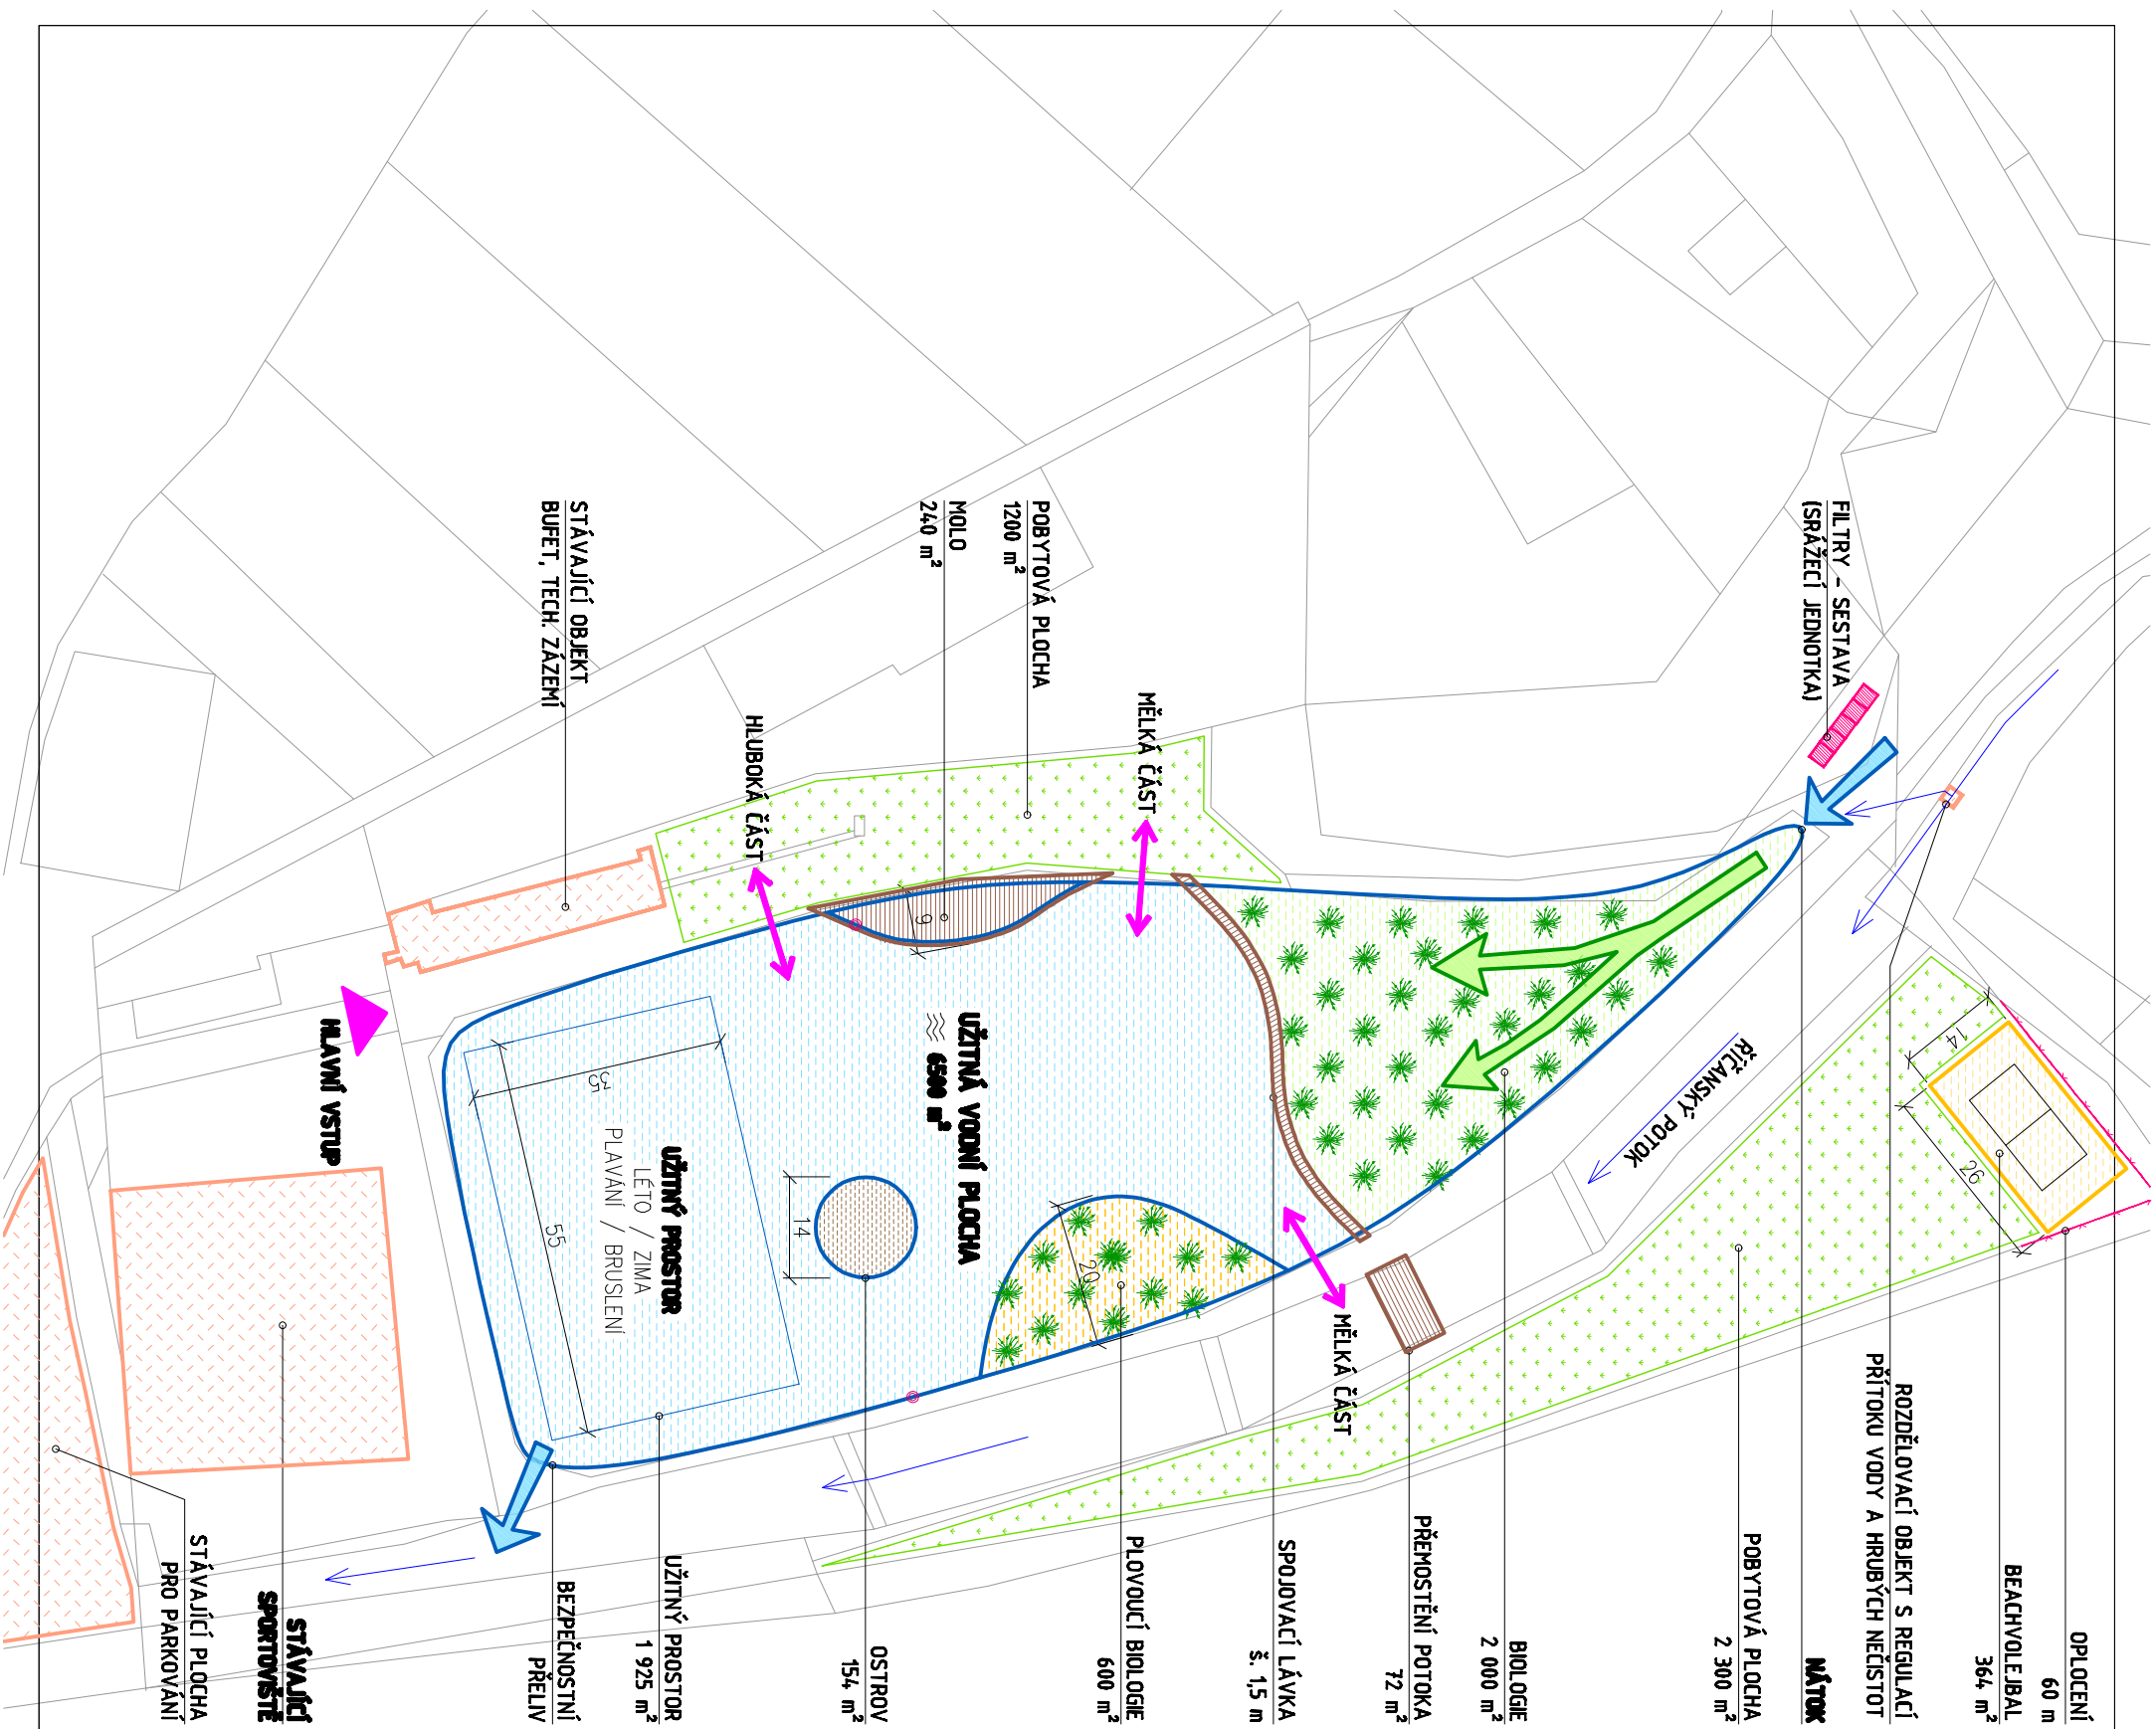 OPLOCENÍ
60 m
BEACHVOLEJBAL
364 m²
ROZDĚLOVACÍ OBJEKT S REGULACÍ
PŘÍTOKU VODY A HRUBÝCH NEČISTOT
NÁTOK
POBYTOVÁ PLOCHA
2 300 m²
BIOLOGIE
2 000 m²
PŘEMOSTĚNÍ POTOKA
72 m²
SPOJOVACÍ LÁVKA
š. 1,5 m
PLOVOUCÍ BIOLOGIE
600 m²
OSTROV
154 m²
UŽITNÝ PROSTOR
1 925 m²
BEZPEČNOSTNÍ
PŘELIV
STÁVAJÍCÍ
SPORTOVIŠTĚ
STÁVAJÍCÍ PLOCHA
PRO PARKOVÁNÍ
FILTRY - SESTAVA
(SRÁŽECÍ JEDNOTKA)
POBYTOVÁ PLOCHA
1200 m²
MOLO
240 m²
STÁVAJÍCÍ OBJEKT
BUFET, TECH. ZÁZEMÍ
MĚLKÁ ČÁST
HLUBOKÁ ČÁST
MĚLKÁ ČÁST
ŘÍČANSKÝ POTOK
UŽITNÁ VODNÍ PLOCHA
6500 m²
UŽITNÝ PROSTOR
LÉTO / ZIMA
PLAVÁNÍ / BRUSLENÍ
HLAVNÍ VSTUP
14
26
9
35
55
14
20